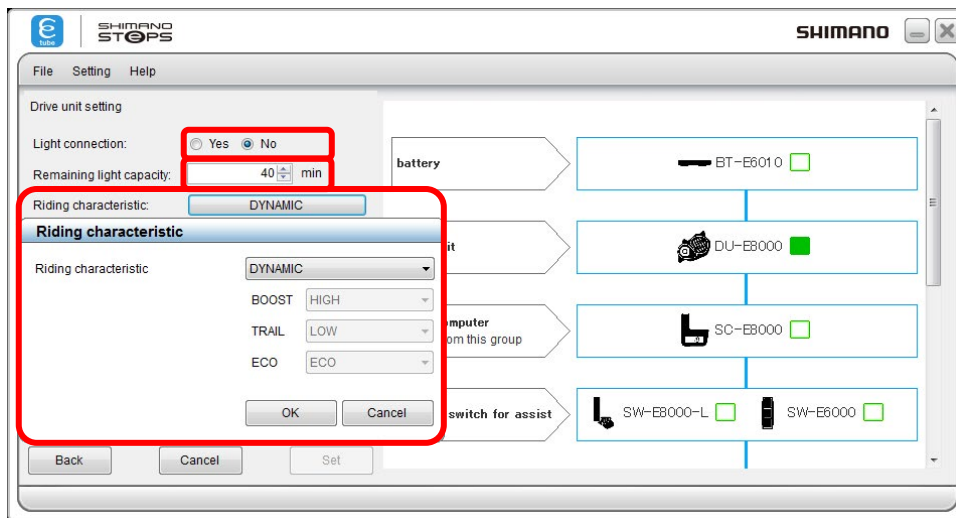 e
tube
SHIMANO
STEPS
SHIMANO
File Setting Help
Drive unit setting
Light connection: Yes No
Remaining light capacity: 40 min
Riding characteristic: DYNAMIC
Riding characteristic
Riding characteristic DYNAMIC
BOOST HIGH
TRAIL LOW
ECO ECO
OK Cancel
Back Cancel Set
battery
BT-E6010
it
DU-E8000
mputer
om this group
SC-E8000
switch for assist
SW-E8000-L SW-E6000